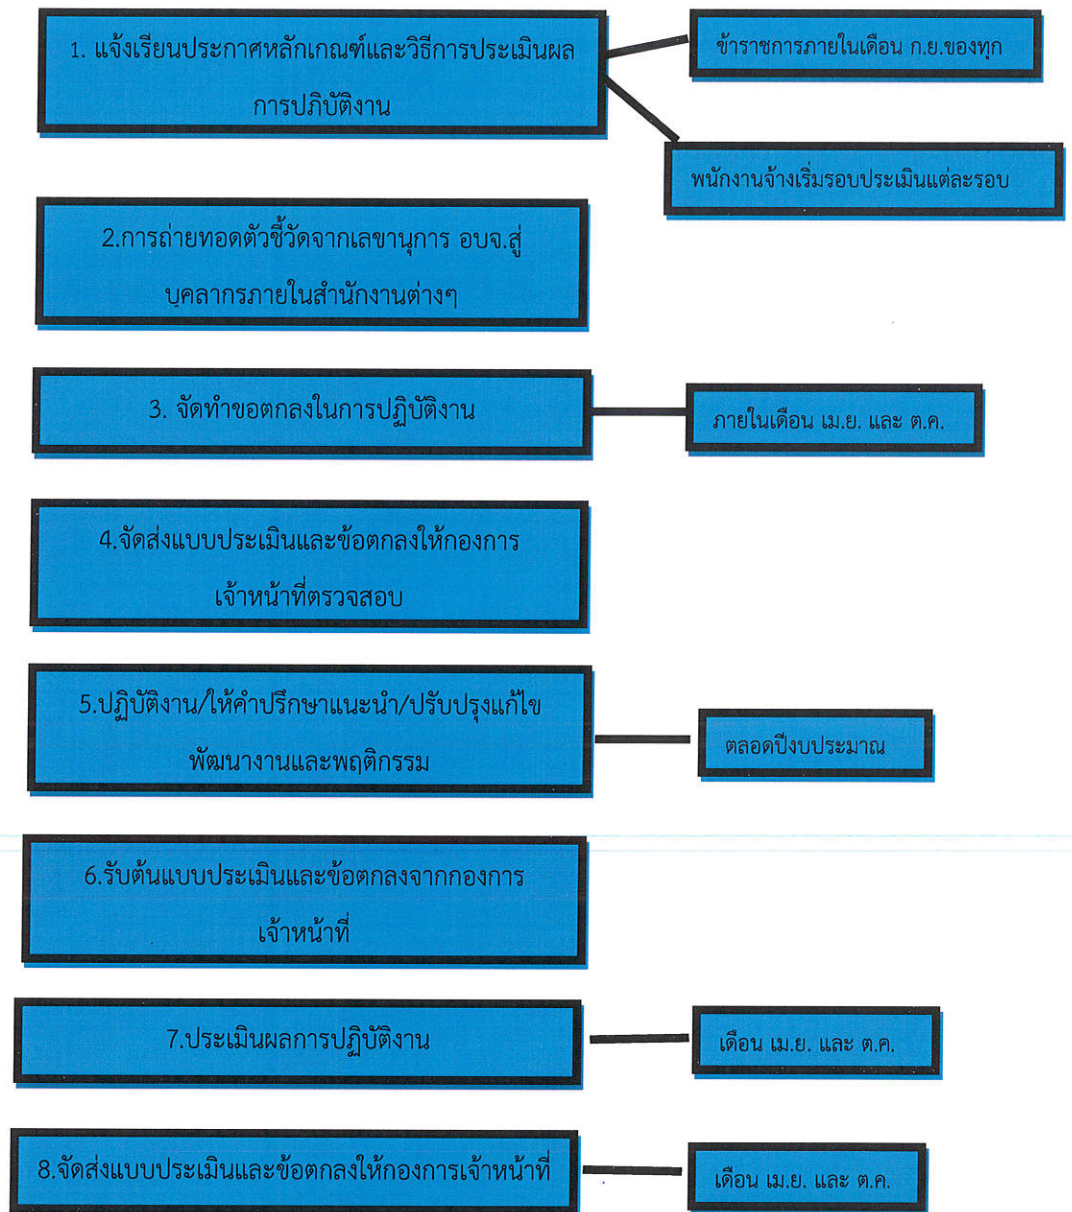 1. แจ้งเรียนประกาศหลักเกณฑ์และวิธีการประเมินผล
การปภิบัติงาน
ข้าราชการภายในเดือน ก.ย.ของทุก
พนักงานจ้างเริ่มรอบประเมินแต่ละรอบ
2.การถ่ายทอดตัวชี้วัดจากเลขานุการ อบจ.สู่
บุคลากรภายในสำนักงานต่างๆ
3. จัดทำขอตกลงในการปฏิบัติงาน
ภายในเดือน เม.ย. และ ต.ค.
4.จัดส่งแบบประเมินและข้อตกลงให้กองการ
เจ้าหน้าที่ตรวจสอบ
5.ปฏิบัติงาน/ให้คำปรึกษาแนะนำ/ปรับปรุงแก้ไข
พัฒนางานและพฤติกรรม
ตลอดปีงบประมาณ
6.รับต้นแบบประเมินและข้อตกลงจากกองการ
เจ้าหน้าที่
7.ประเมินผลการปฏิบัติงาน
เดือน เม.ย. และ ต.ค.
8.จัดส่งแบบประเมินและข้อตกลงให้กองการเจ้าหน้าที่
เดือน เม.ย. และ ต.ค.